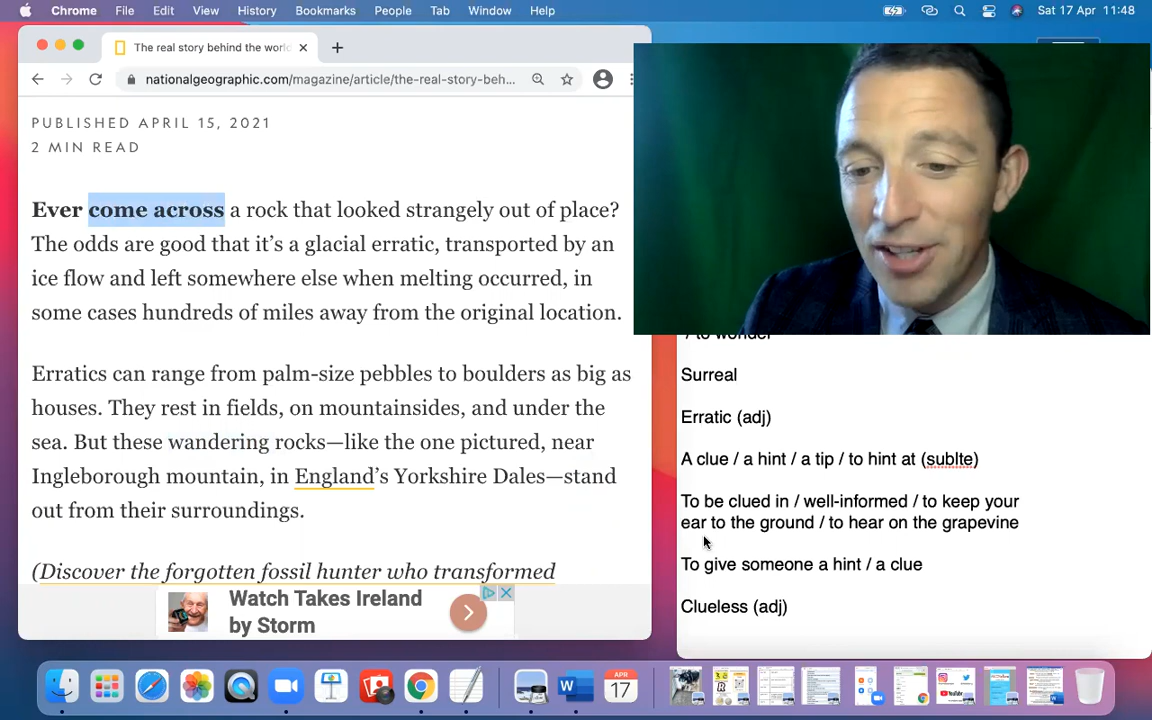 Chrome File Edit View History Bookmarks People Tab Window Help Sat 17 Apr 11:48
The real story behind the worl
nationalgeographic.com/magazine/article/the-real-story-beh...
PUBLISHED APRIL 15, 2021
2 MIN READ
Ever come across a rock that looked strangely out of place?
The odds are good that it’s a glacial erratic, transported by an
ice flow and left somewhere else when melting occurred, in
some cases hundreds of miles away from the original location.
Erratics can range from palm-size pebbles to boulders as big as
houses. They rest in fields, on mountainsides, and under the
sea. But these wandering rocks—like the one pictured, near
Ingleborough mountain, in England’s Yorkshire Dales—stand
out from their surroundings.
(Discover the forgotten fossil hunter who transformed
Watch Takes Ireland
by Storm
/ to wonder
Surreal
Erratic (adj)
A clue / a hint / a tip / to hint at (sublte)
To be clued in / well-informed / to keep your
ear to the ground / to hear on the grapevine
To give someone a hint / a clue
Clueless (adj)
APR
17